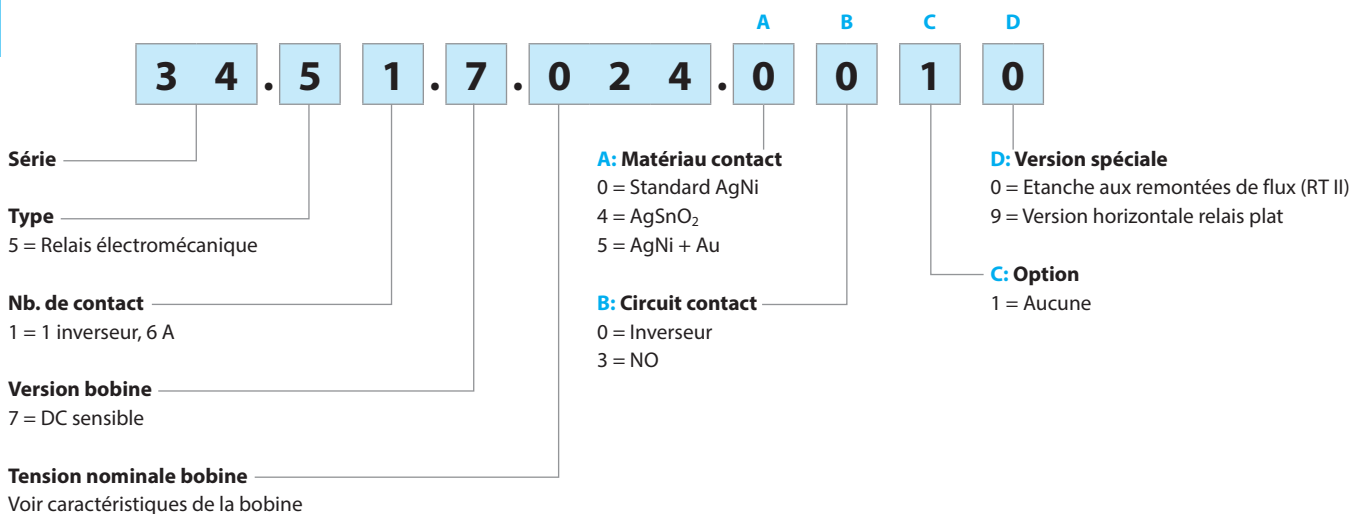 A B C D
3 4 . 5 1 . 7 . 0 2 4 . 0 0 1 0
Série
Type
5 = Relais électromécanique
Nb. de contact
1 = 1 inverseur, 6 A
Version bobine
7 = DC sensible
Tension nominale bobine
Voir caractéristiques de la bobine
A: Matériau contact
0 = Standard AgNi
4 = AgSnO₂
5 = AgNi + Au
B: Circuit contact
0 = Inverseur
3 = NO
D: Version spéciale
0 = Etanche aux remontées de flux (RT II)
9 = Version horizontale relais plat
C: Option
1 = Aucune